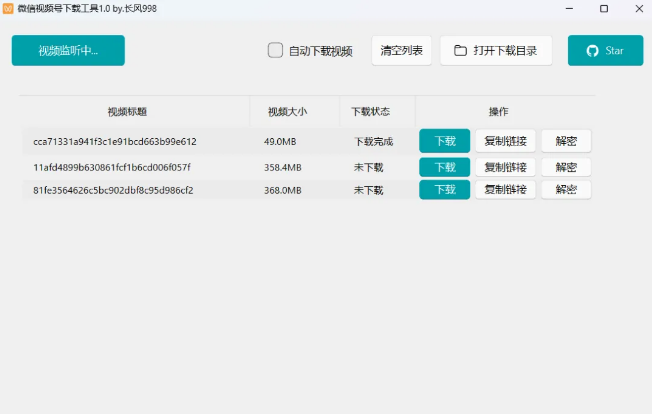 微信视频号下载工具1.0 by.长风998
视频监听中... 自动下载视频 清空列表 打开下载目录 Star
视频标题 视频大小 下载状态 操作
cca71331a941f3c1e91bcd663b99e612 49.0MB 下载完成 下载 复制链接 解密
11afd4899b630861fcf1b6cd006f057f 358.4MB 未下载 下载 复制链接 解密
81fe3564626c5bc902dbf8c95d986cf2 368.0MB 未下载 下载 复制链接 解密